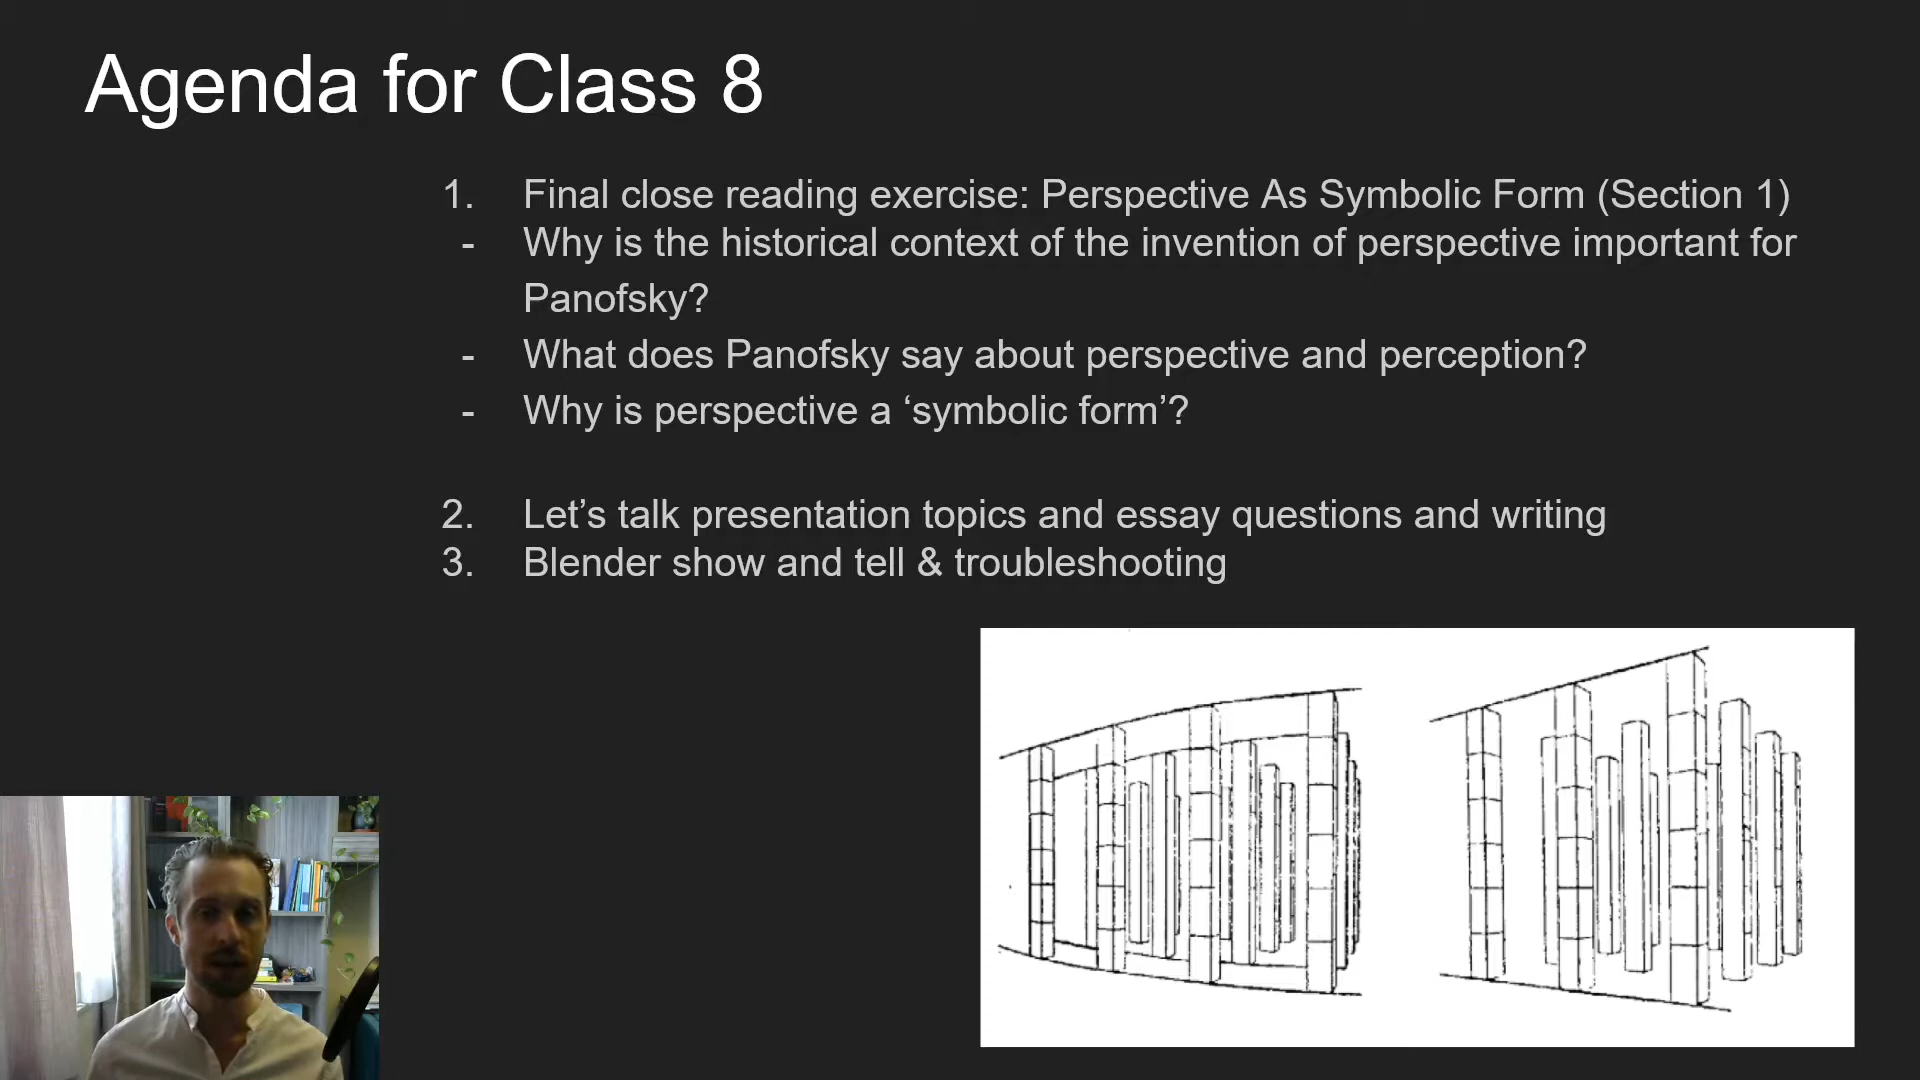 Agenda for Class 8
1. Final close reading exercise: Perspective As Symbolic Form (Section 1)
- Why is the historical context of the invention of perspective important for
Panofsky?
- What does Panofsky say about perspective and perception?
- Why is perspective a ‘symbolic form’?
2. Let’s talk presentation topics and essay questions and writing
3. Blender show and tell & troubleshooting